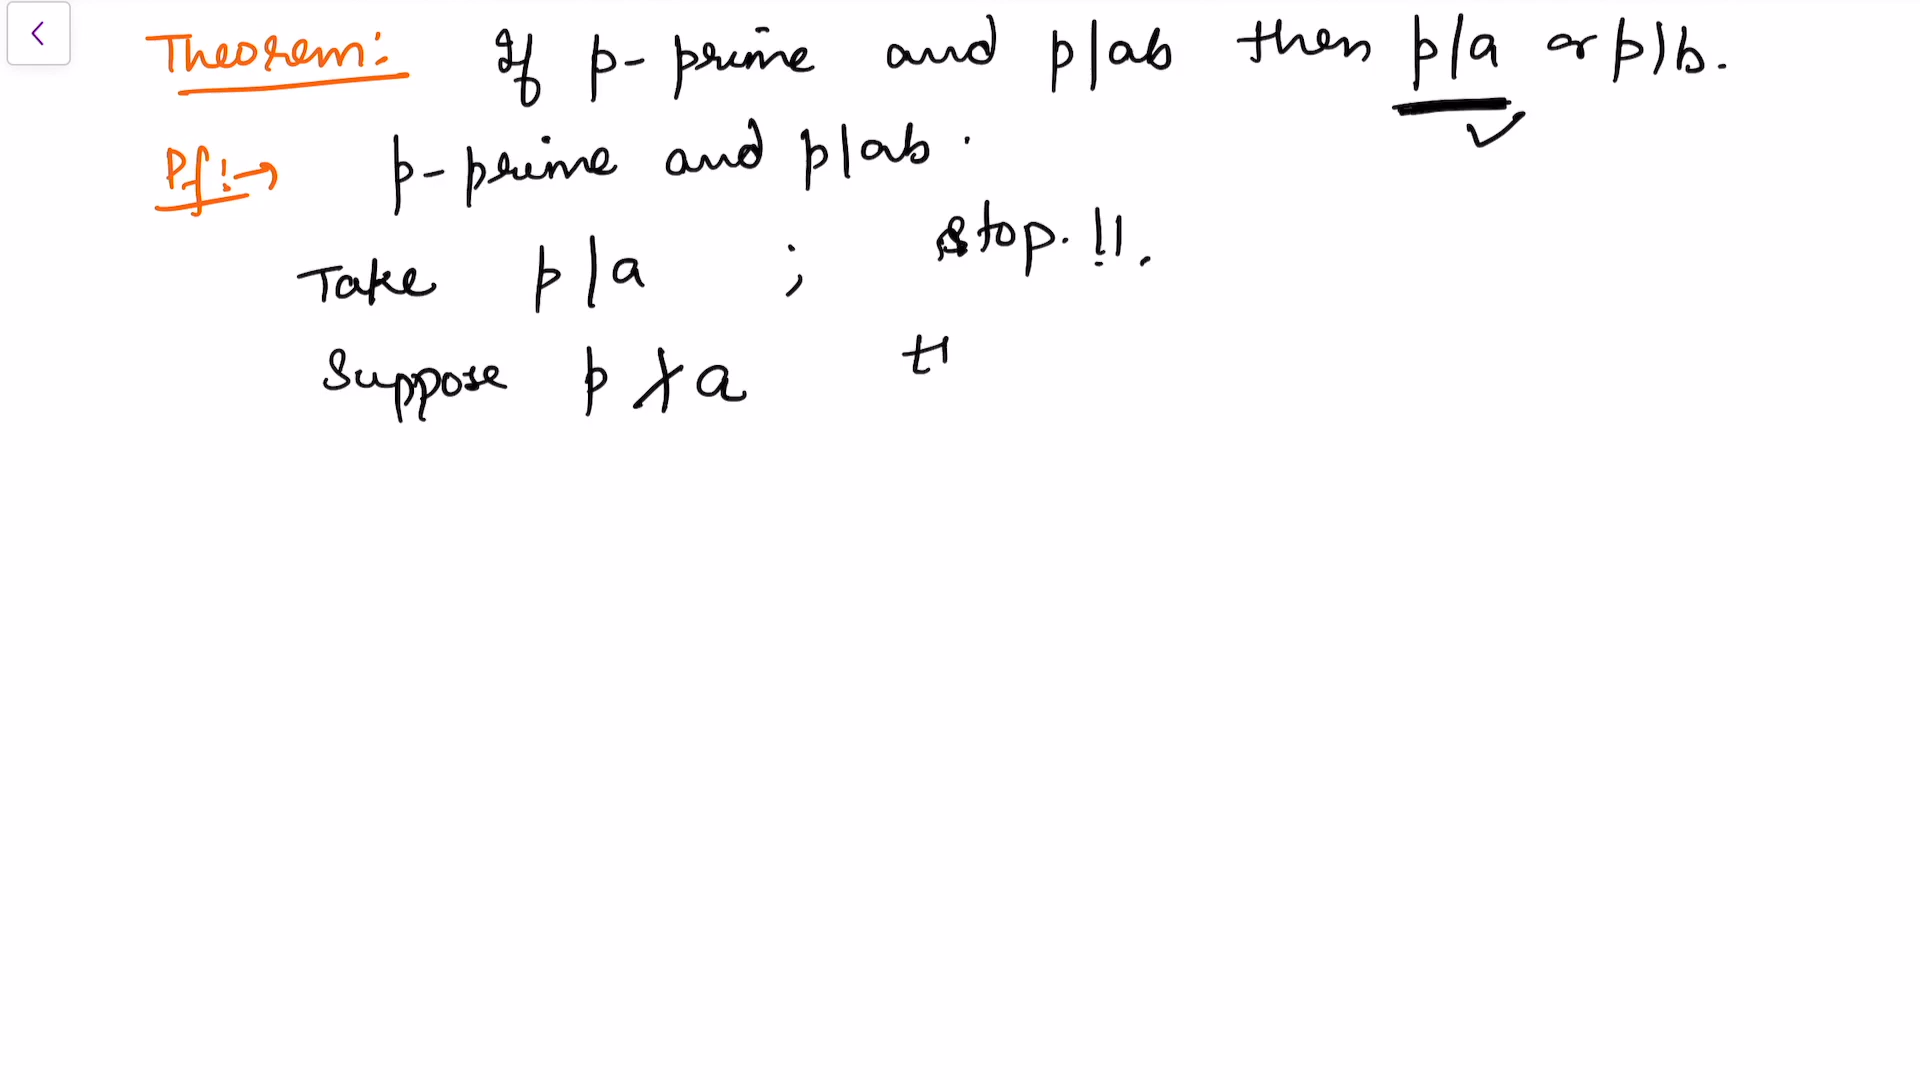 Theorem: If p- prime and p|ab then p|a or p|b.
Pf:→ p-prime and p|ab.
Take p|a ; stop.!!.
Suppose p∤a